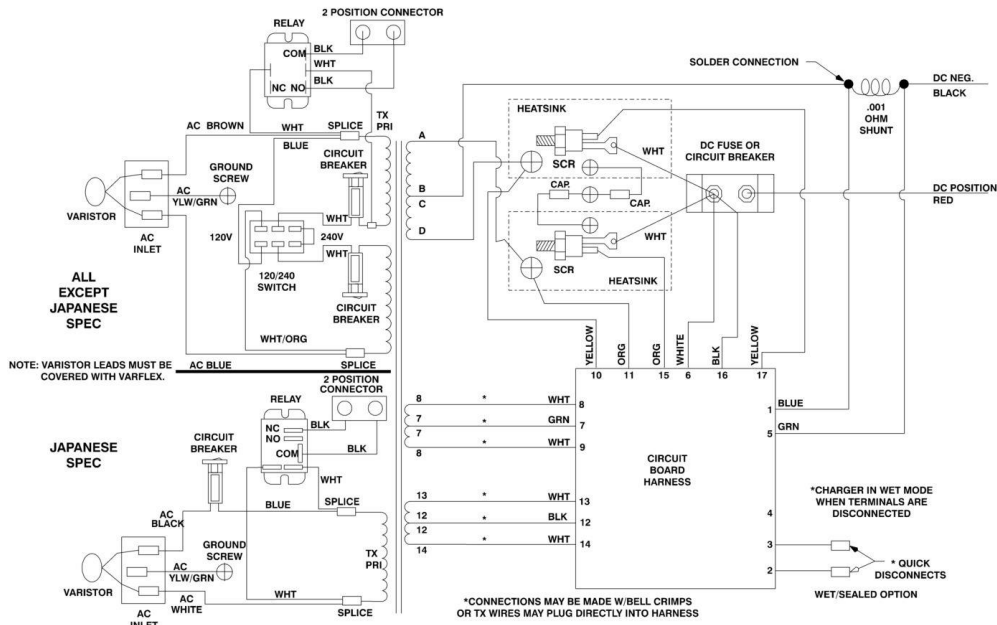 2 POSITION CONNECTOR
RELAY
COM
BLK
WHT
BLK
NC NO
AC BROWN
WHT
SPLICE
TX
PRI
BLUE
CIRCUIT
BREAKER
GROUND
SCREW
AC
YLW/GRN
VARISTOR
AC
INLET
120V
240V
WHT
WHT
120/240
SWITCH
CIRCUIT
BREAKER
ALL
EXCEPT
JAPANESE
SPEC
WHT/ORG
NOTE: VARISTOR LEADS MUST BE
COVERED WITH VARFLEX.
AC BLUE
SPLICE
A
B
C
D
HEATSINK
SCR
WHT
CAP.
CAP.
WHT
SCR
HEATSINK
SOLDER CONNECTION
DC NEG.
BLACK
.001
OHM
SHUNT
DC FUSE OR
CIRCUIT BREAKER
DC POSITION
RED
YELLOW
ORG
ORG
WHITE
BLK
YELLOW
10
11
15
6
16
17
1
BLUE
5
GRN
CIRCUIT
BOARD
HARNESS
4
3
2
*CHARGER IN WET MODE
WHEN TERMINALS ARE
DISCONNECTED
* QUICK
DISCONNECTS
WET/SEALED OPTION
8
*
WHT
8
7
*
GRN
7
7
*
WHT
9
8
13
*
WHT
13
12
*
BLK
12
12
*
WHT
14
14
*CONNECTIONS MAY BE MADE W/BELL CRIMPS
OR TX WIRES MAY PLUG DIRECTLY INTO HARNESS
JAPANESE
SPEC
2 POSITION
CONNECTOR
RELAY
NC
NO
COM
BLK
BLK
WHT
CIRCUIT
BREAKER
BLUE
SPLICE
AC
BLACK
GROUND
SCREW
AC
YLW/GRN
VARISTOR
AC
WHITE
WHT
TX
PRI
SPLICE
AC
INLET